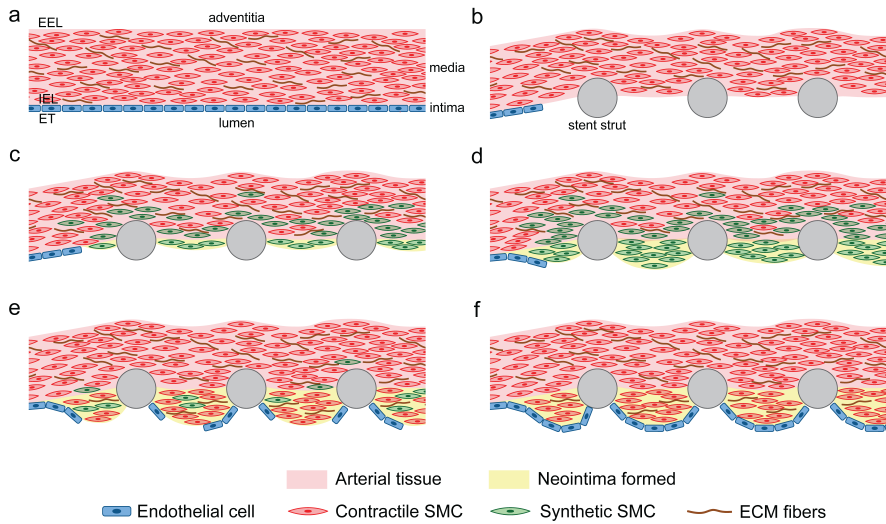 a
EEL
adventitia
media
IEL
intima
ET
lumen
b
stent strut
c
d
e
f
Arterial tissue
Neointima formed
Endothelial cell
Contractile SMC
Synthetic SMC
ECM fibers